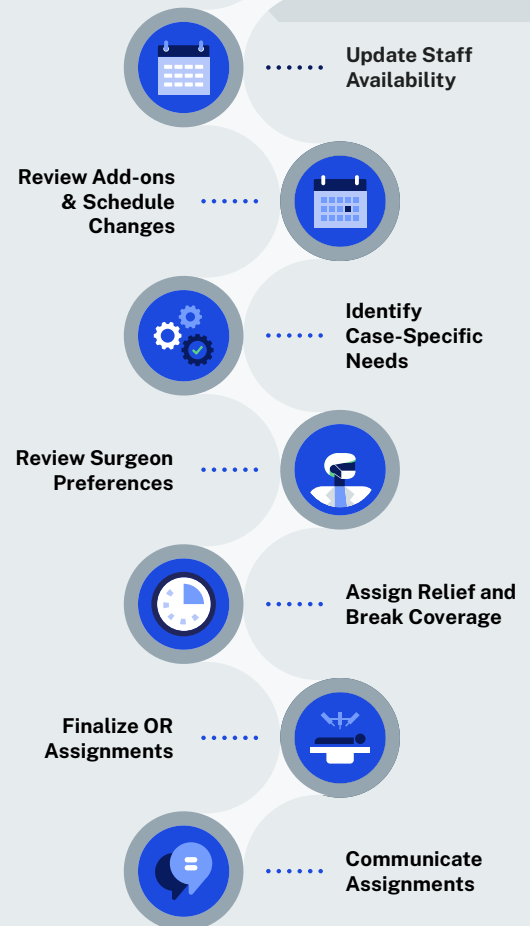 Update Staff
Availability
Review Add-ons
& Schedule
Changes
Identify
Case-Specific
Needs
Review Surgeon
Preferences
Assign Relief and
Break Coverage
Finalize OR
Assignments
Communicate
Assignments